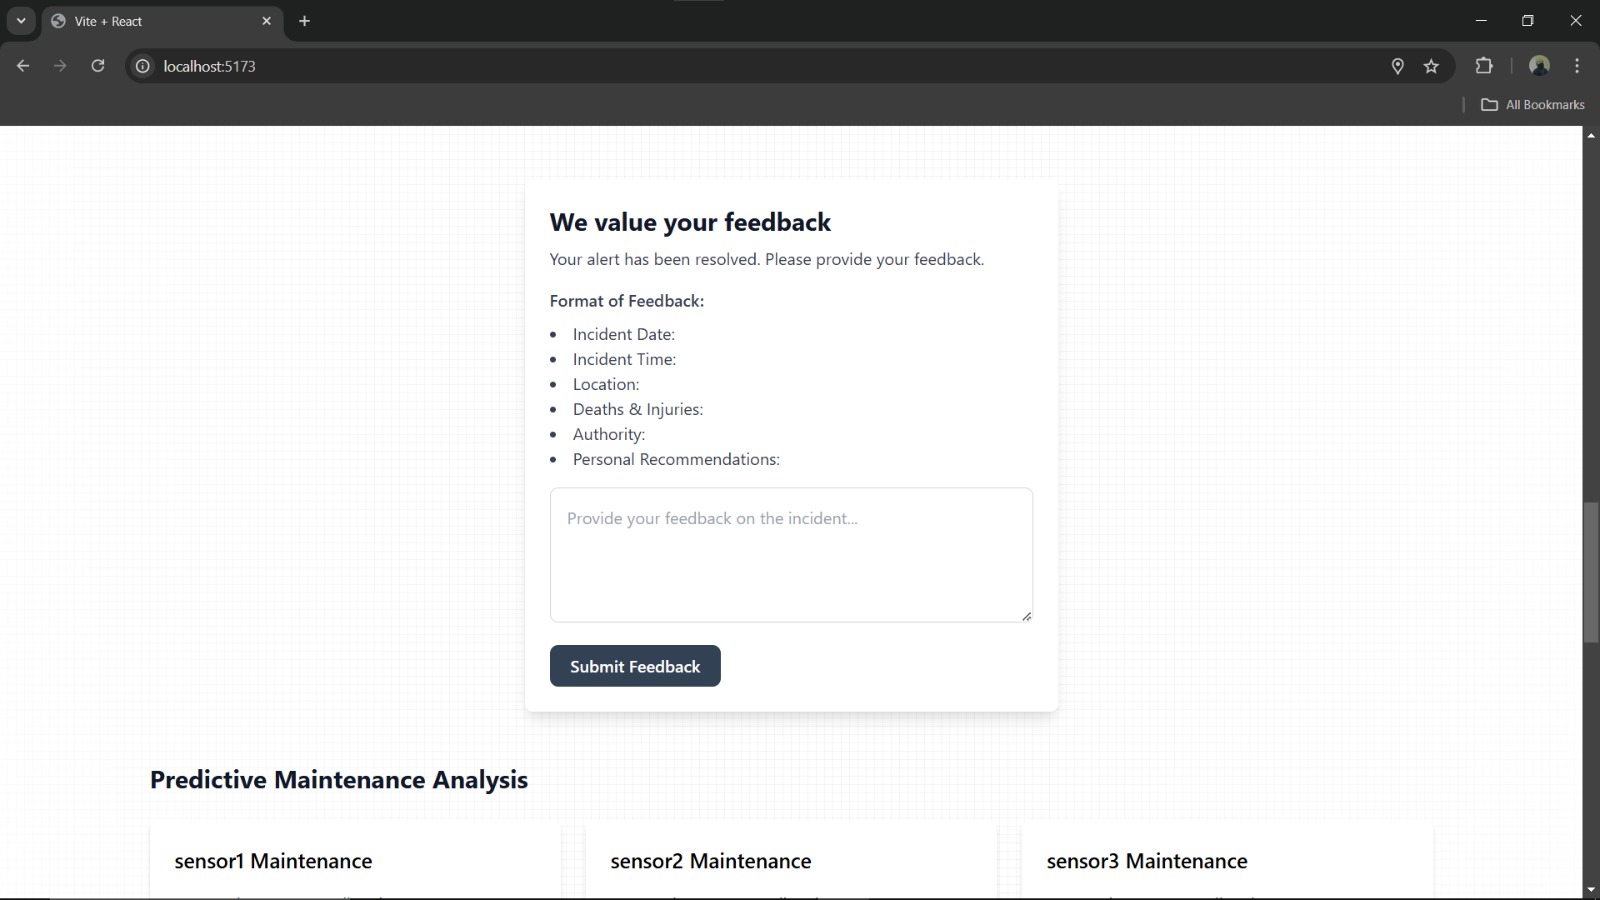 Vite + React
localhost:5173
All Bookmarks
We value your feedback
Your alert has been resolved. Please provide your feedback.
Format of Feedback:
Incident Date:
Incident Time:
Location:
Deaths & Injuries:
Authority:
Personal Recommendations:
Provide your feedback on the incident...
Submit Feedback
Predictive Maintenance Analysis
sensor1 Maintenance
sensor2 Maintenance
sensor3 Maintenance